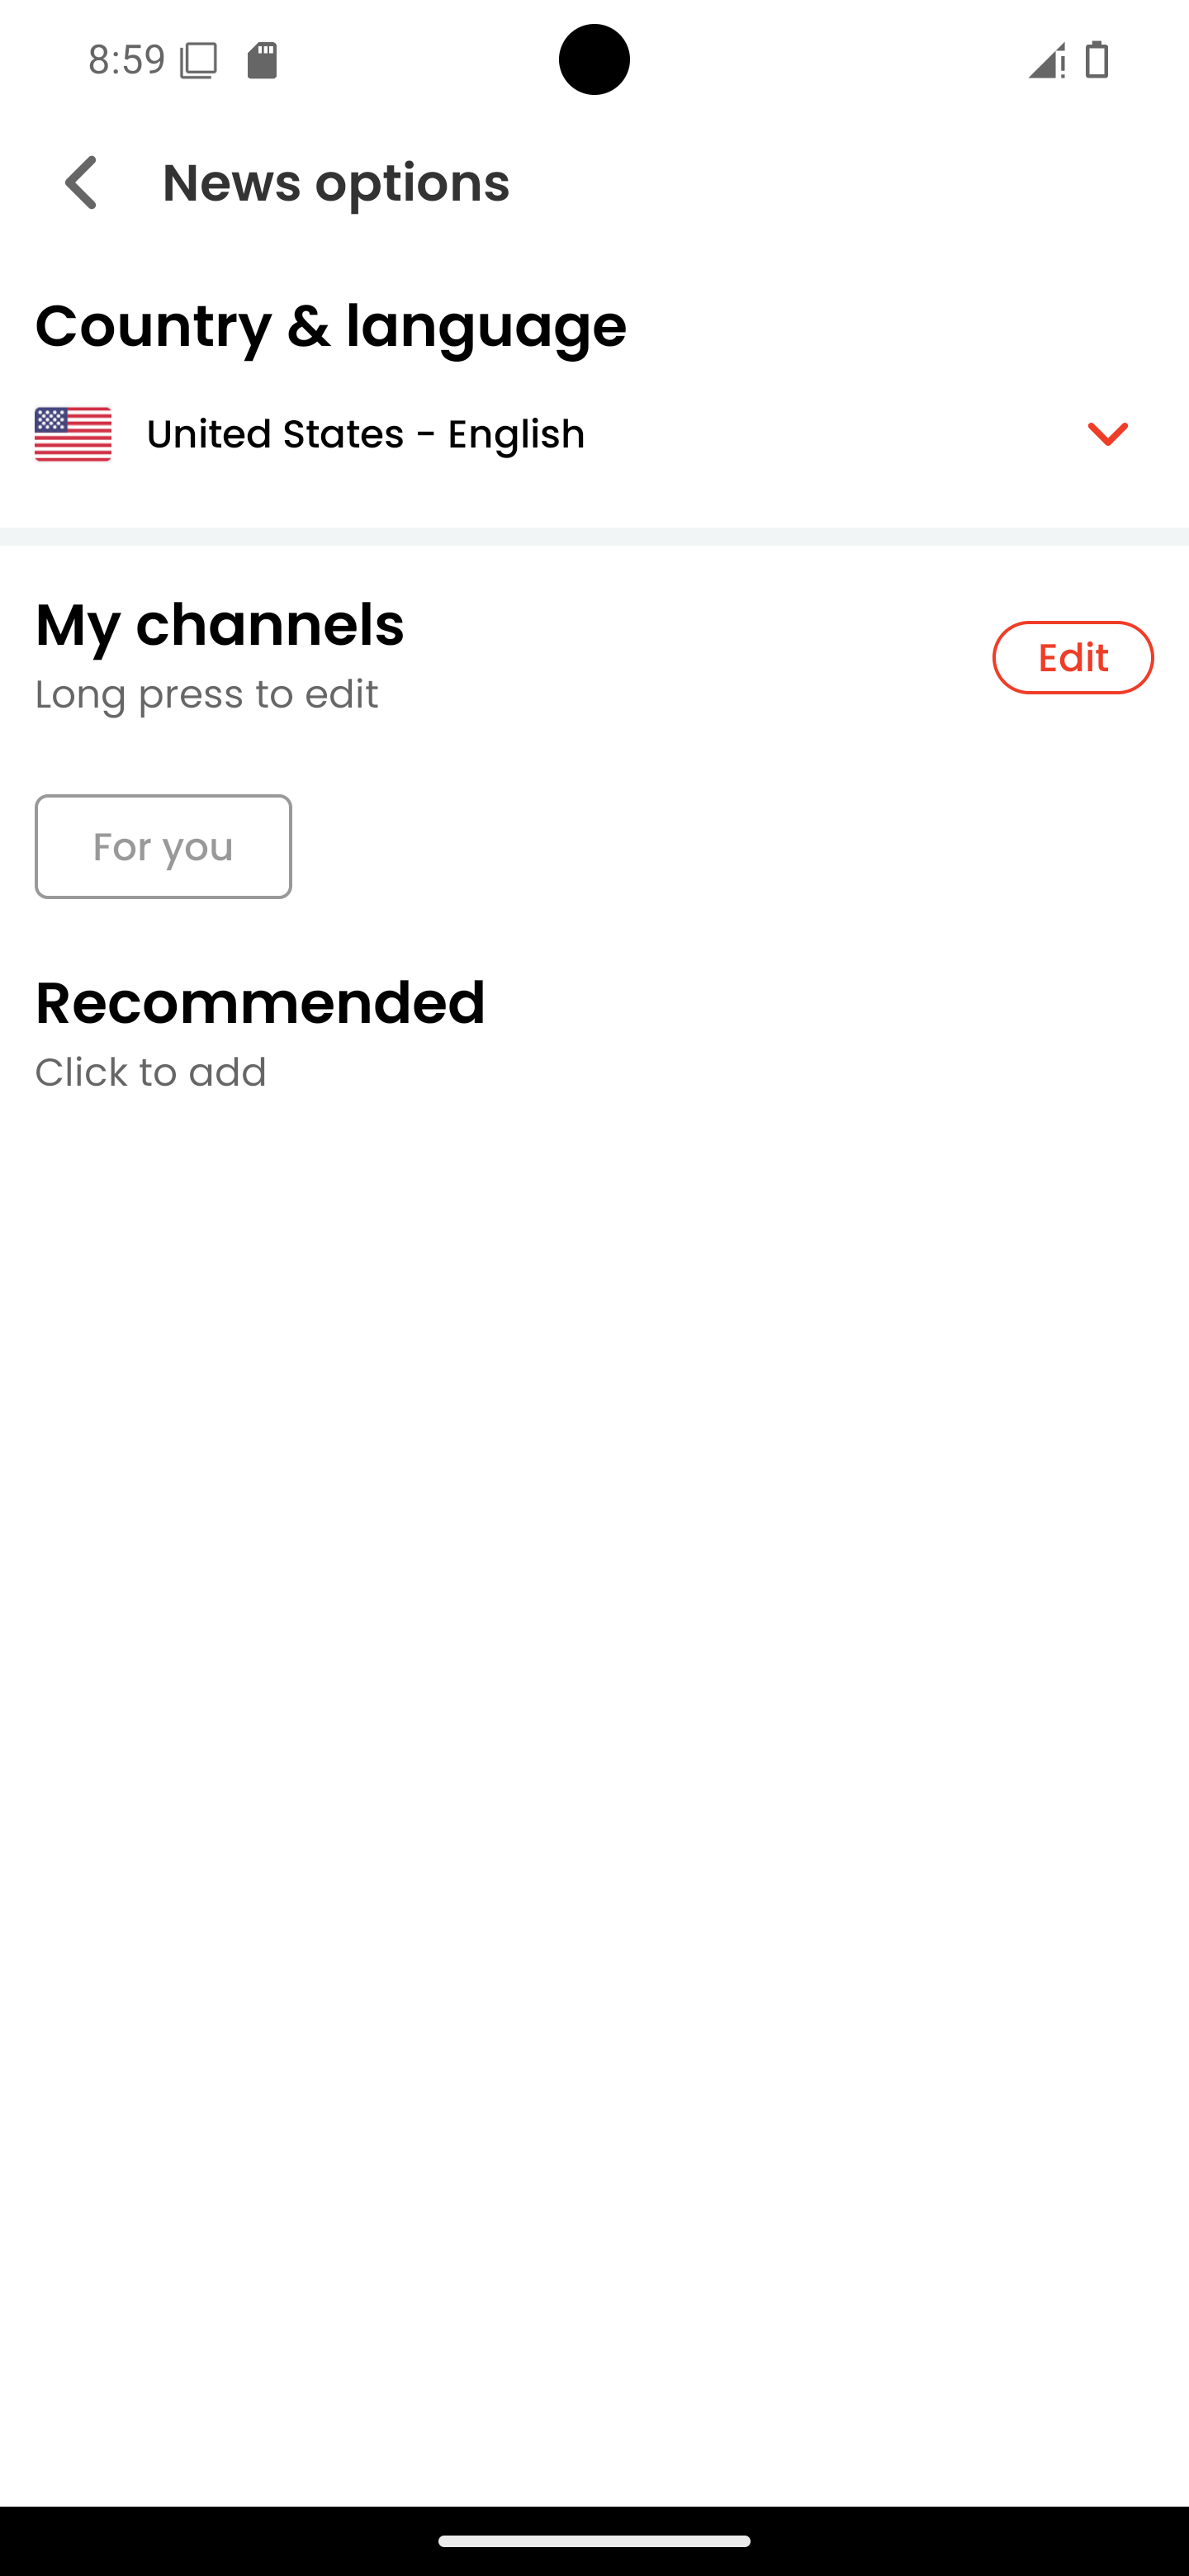 8:59
News options
Country & language
United States - English
My channels
Long press to edit
Edit
For you
Recommended
Click to add